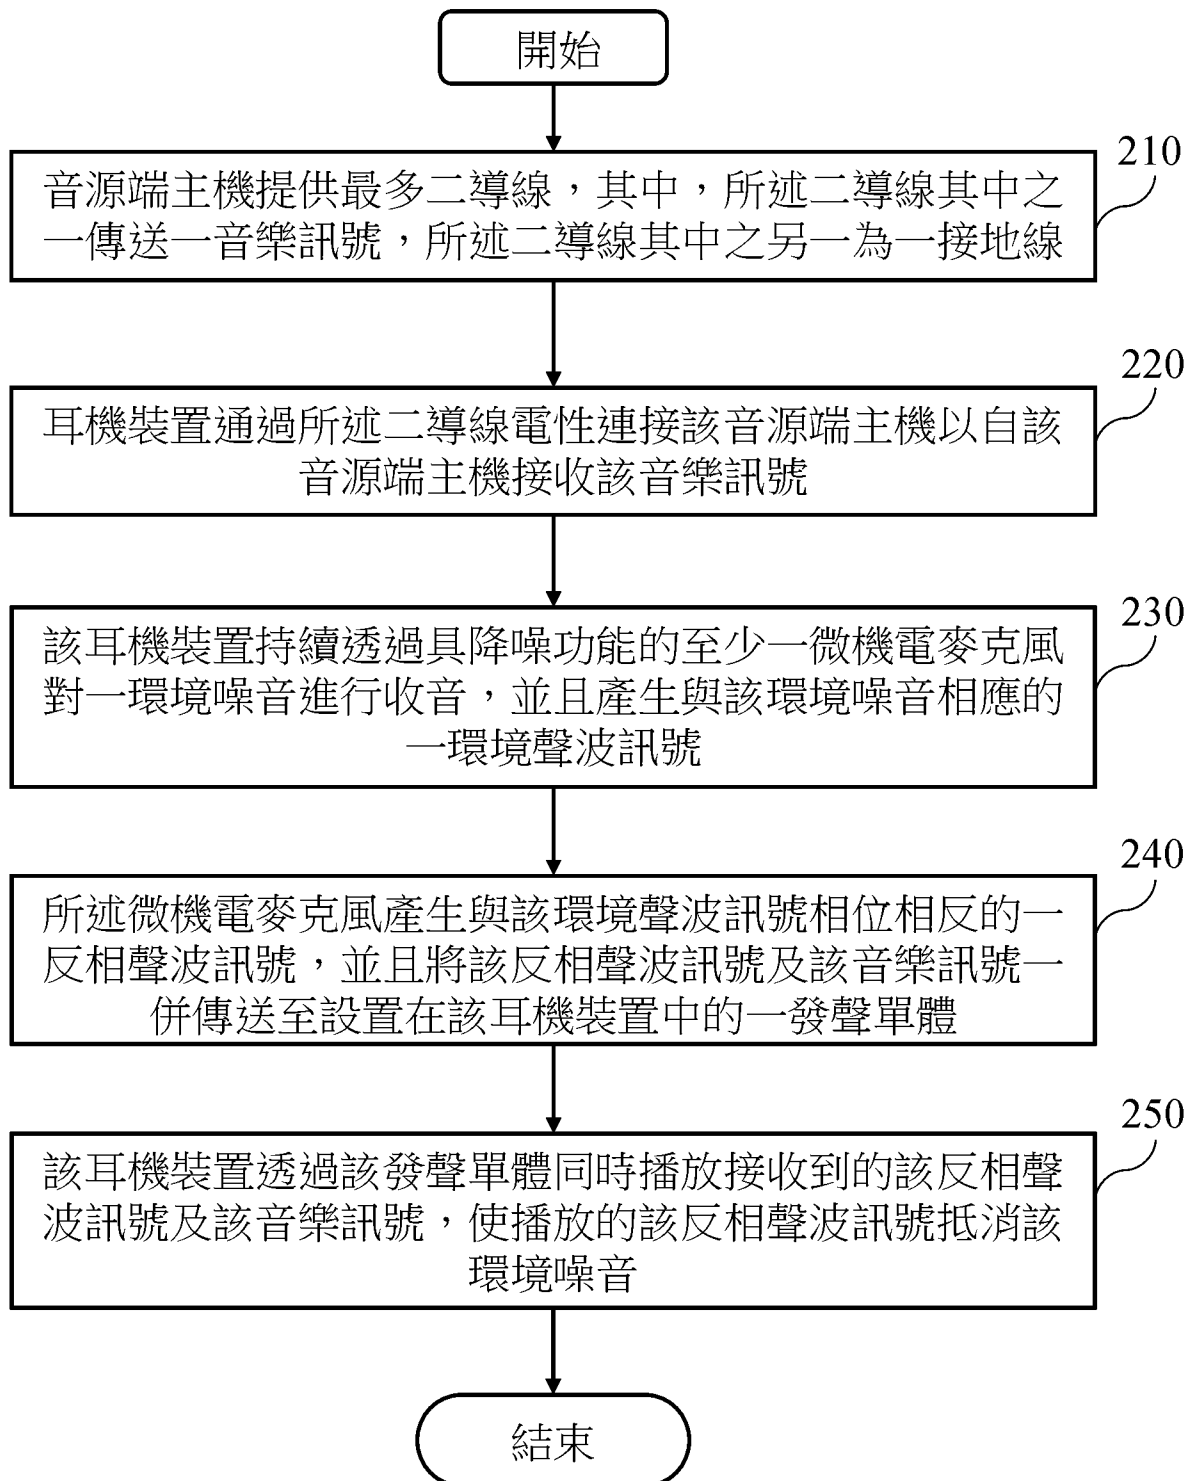 開始
210
音源端主機提供最多二導線，其中，所述二導線其中之
一傳送一音樂訊號，所述二導線其中之另一為一接地線
220
耳機裝置通過所述二導線電性連接該音源端主機以自該
音源端主機接收該音樂訊號
230
該耳機裝置持續透過具降噪功能的至少一微機電麥克風
對一環境噪音進行收音，並且產生與該環境噪音相應的
一環境聲波訊號
240
所述微機電麥克風產生與該環境聲波訊號相位相反的一
反相聲波訊號，並且將該反相聲波訊號及該音樂訊號一
併傳送至設置在該耳機裝置中的一發聲單體
250
該耳機裝置透過該發聲單體同時播放接收到的該反相聲
波訊號及該音樂訊號，使播放的該反相聲波訊號抵消該
環境噪音
結束